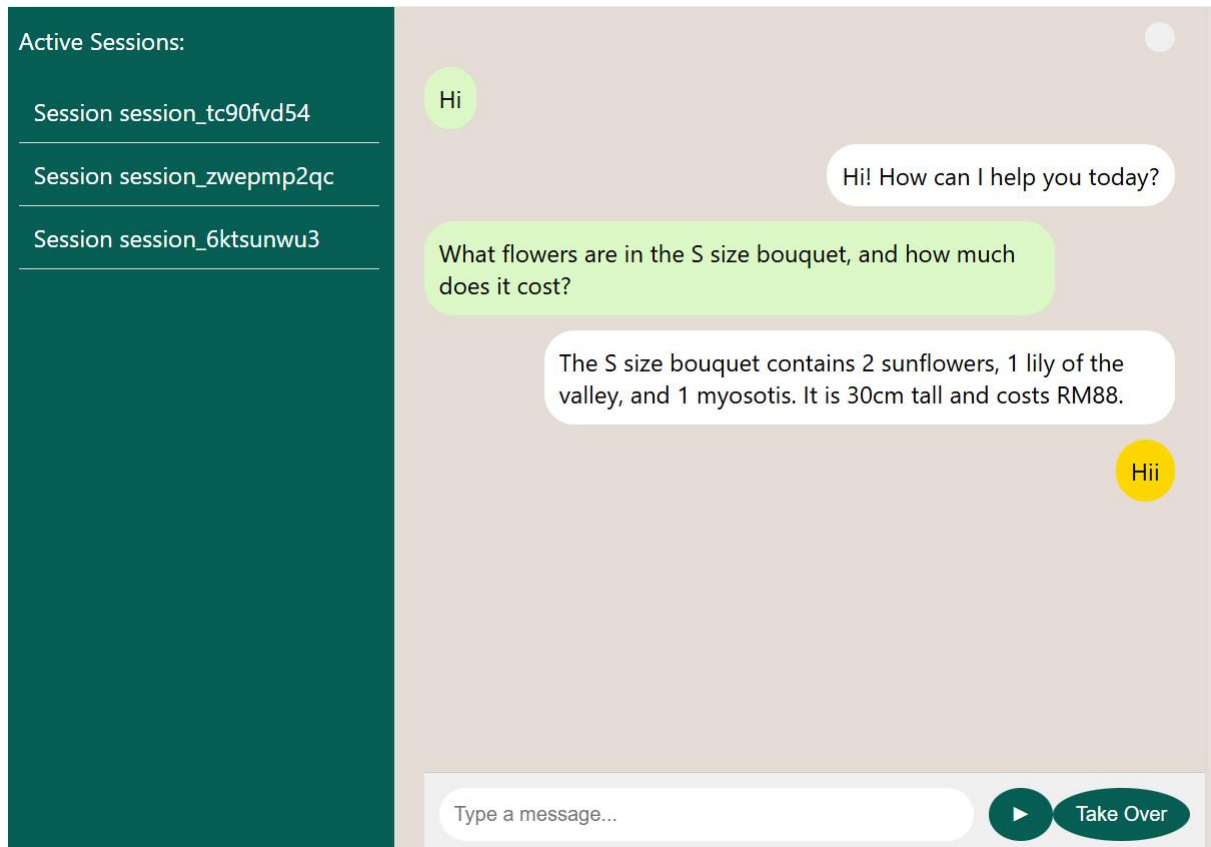 Active Sessions:
Session session_tc90fvd54
Session session_zwepmp2qc
Session session_6ktsunwu3
Hi
Hi! How can I help you today?
What flowers are in the S size bouquet, and how much
does it cost?
The S size bouquet contains 2 sunflowers, 1 lily of the
valley, and 1 myosotis. It is 30cm tall and costs RM88.
Hii
Type a message...
Take Over